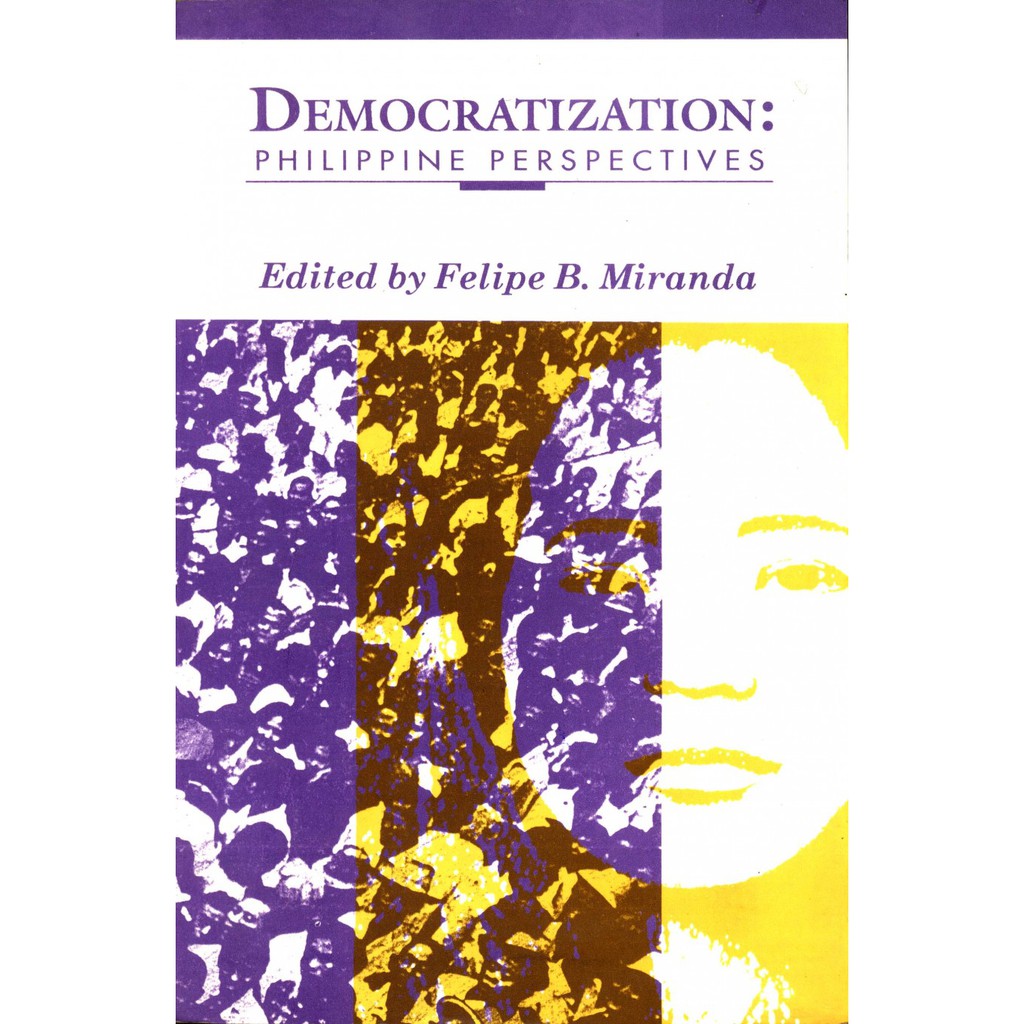 DEMOCRATIZATION:
PHILIPPINE PERSPECTIVES
Edited by Felipe B. Miranda